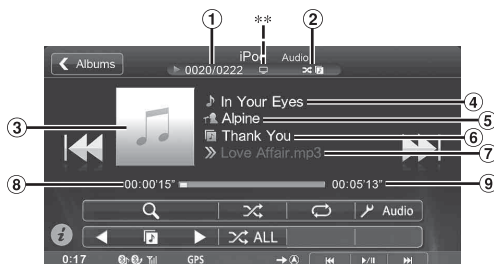 ① ** ②
iPod Audio
Albums
0020/0222
③
In Your Eyes ④
Alpine ⑤
Thank You ⑥
Love Affair.mp3 ⑦
⑧ 00:00'15" 00:05'13" ⑨
Audio
ALL
0:17 GPS A